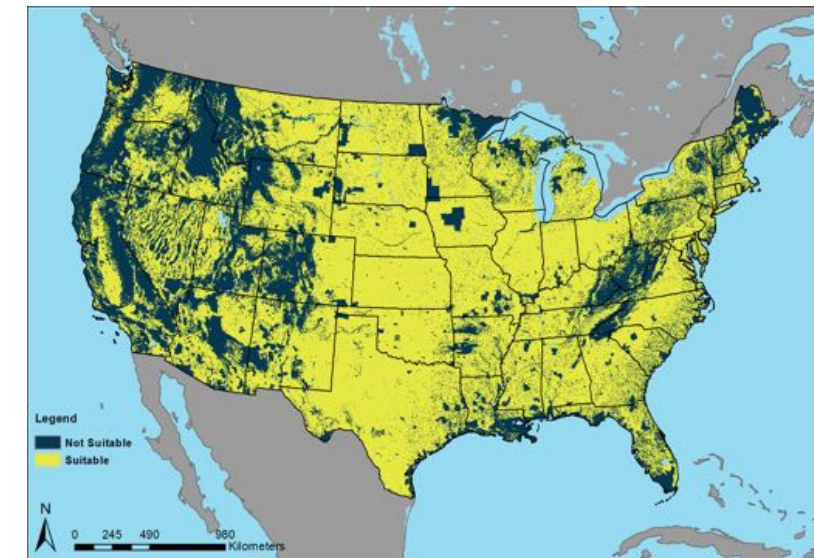 Legend
Not Suitable
Suitable
N
0 245 490 980
Kilometers